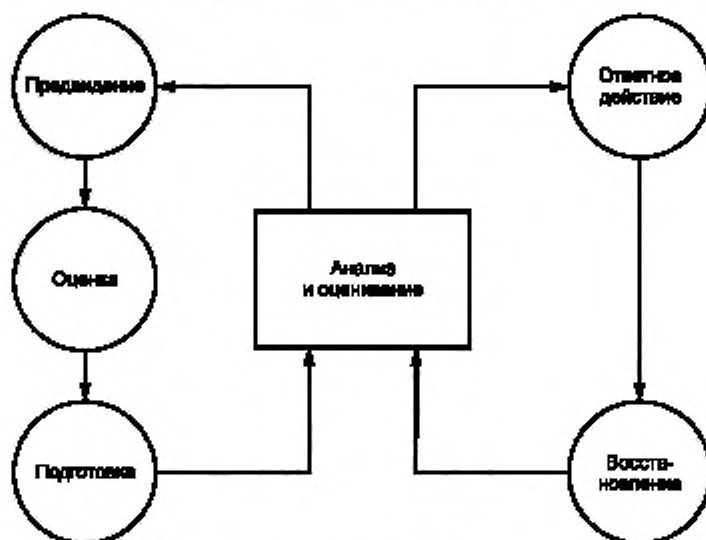 Предвидение
Оценка
Подготовка
Анализ
и оценивание
Ответное
действие
Восста-
новление